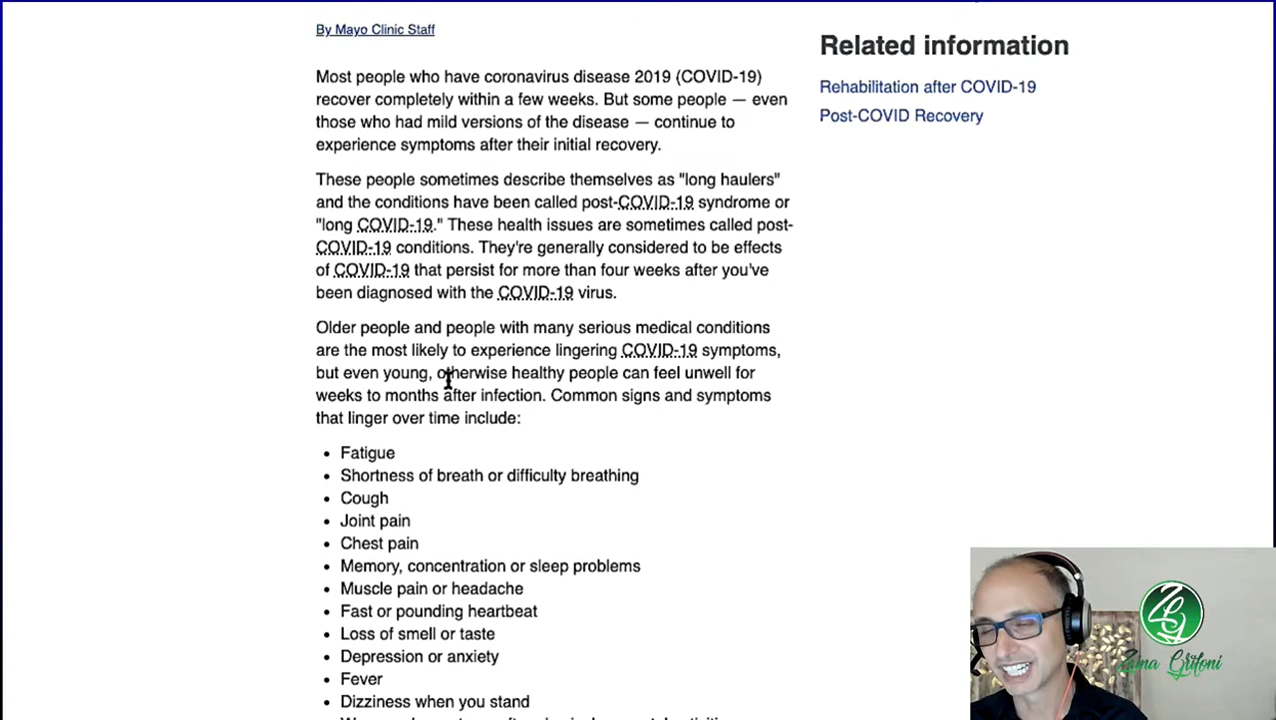 By Mayo Clinic Staff
Most people who have coronavirus disease 2019 (COVID-19)
recover completely within a few weeks. But some people — even
those who had mild versions of the disease — continue to
experience symptoms after their initial recovery.
These people sometimes describe themselves as "long haulers"
and the conditions have been called post-COVID-19 syndrome or
"long COVID-19." These health issues are sometimes called post-
COVID-19 conditions. They're generally considered to be effects
of COVID-19 that persist for more than four weeks after you've
been diagnosed with the COVID-19 virus.
Older people and people with many serious medical conditions
are the most likely to experience lingering COVID-19 symptoms,
but even young, otherwise healthy people can feel unwell for
weeks to months after infection. Common signs and symptoms
that linger over time include:
• Fatigue
• Shortness of breath or difficulty breathing
• Cough
• Joint pain
• Chest pain
• Memory, concentration or sleep problems
• Muscle pain or headache
• Fast or pounding heartbeat
• Loss of smell or taste
• Depression or anxiety
• Fever
• Dizziness when you stand
Related information
Rehabilitation after COVID-19
Post-COVID Recovery
ZG
Grifoni